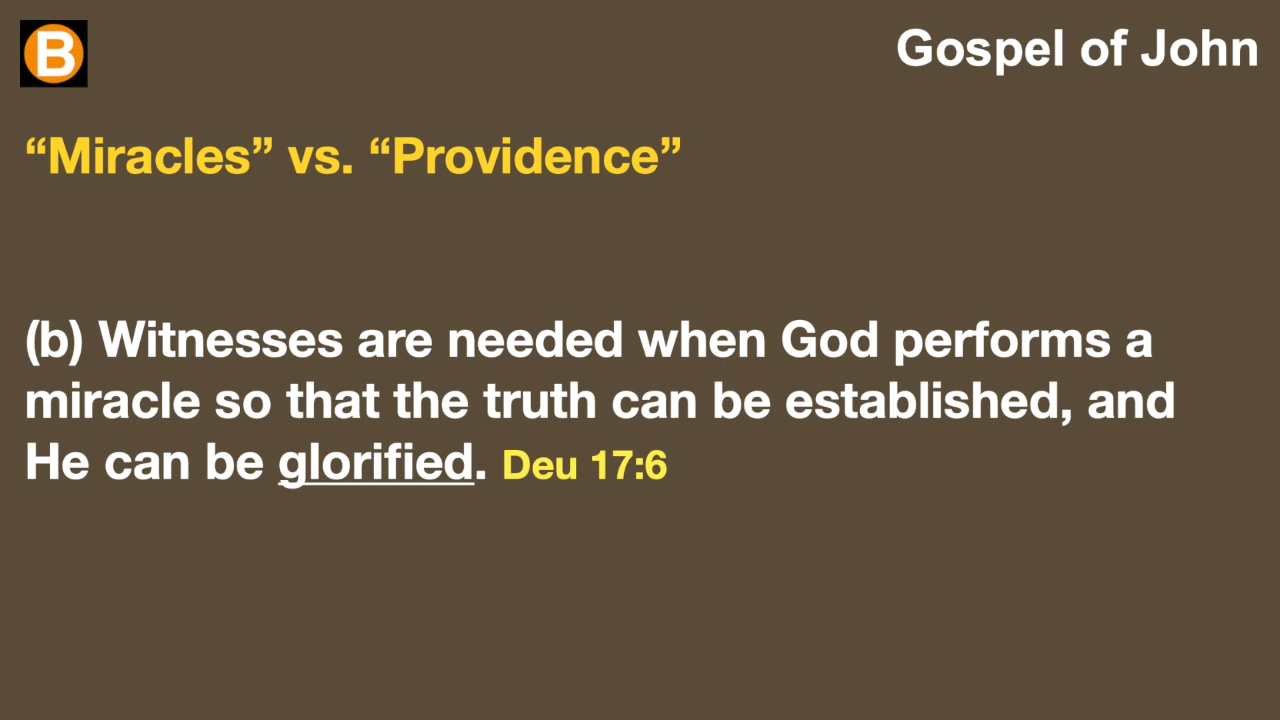 B
Gospel of John
“Miracles” vs. “Providence”
(b) Witnesses are needed when God performs a
miracle so that the truth can be established, and
He can be glorified. Deu 17:6